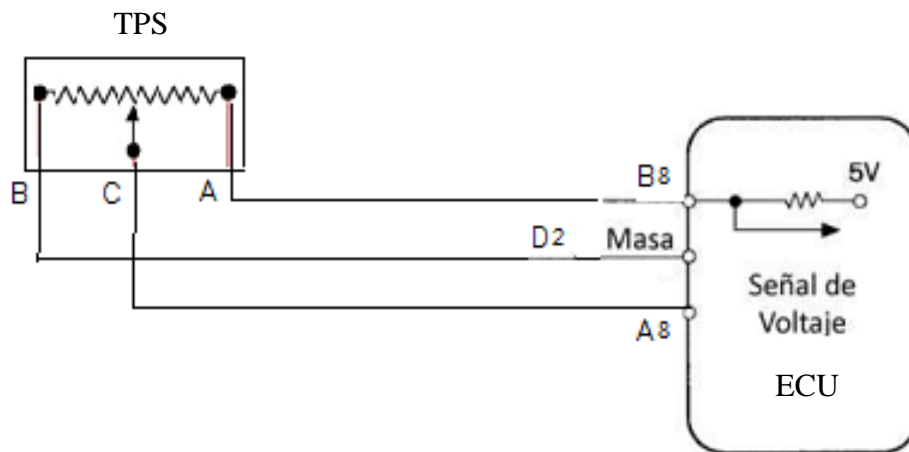 TPS
B C A
B8
5V
D2 Masa
Señal de
Voltaje
A8
ECU